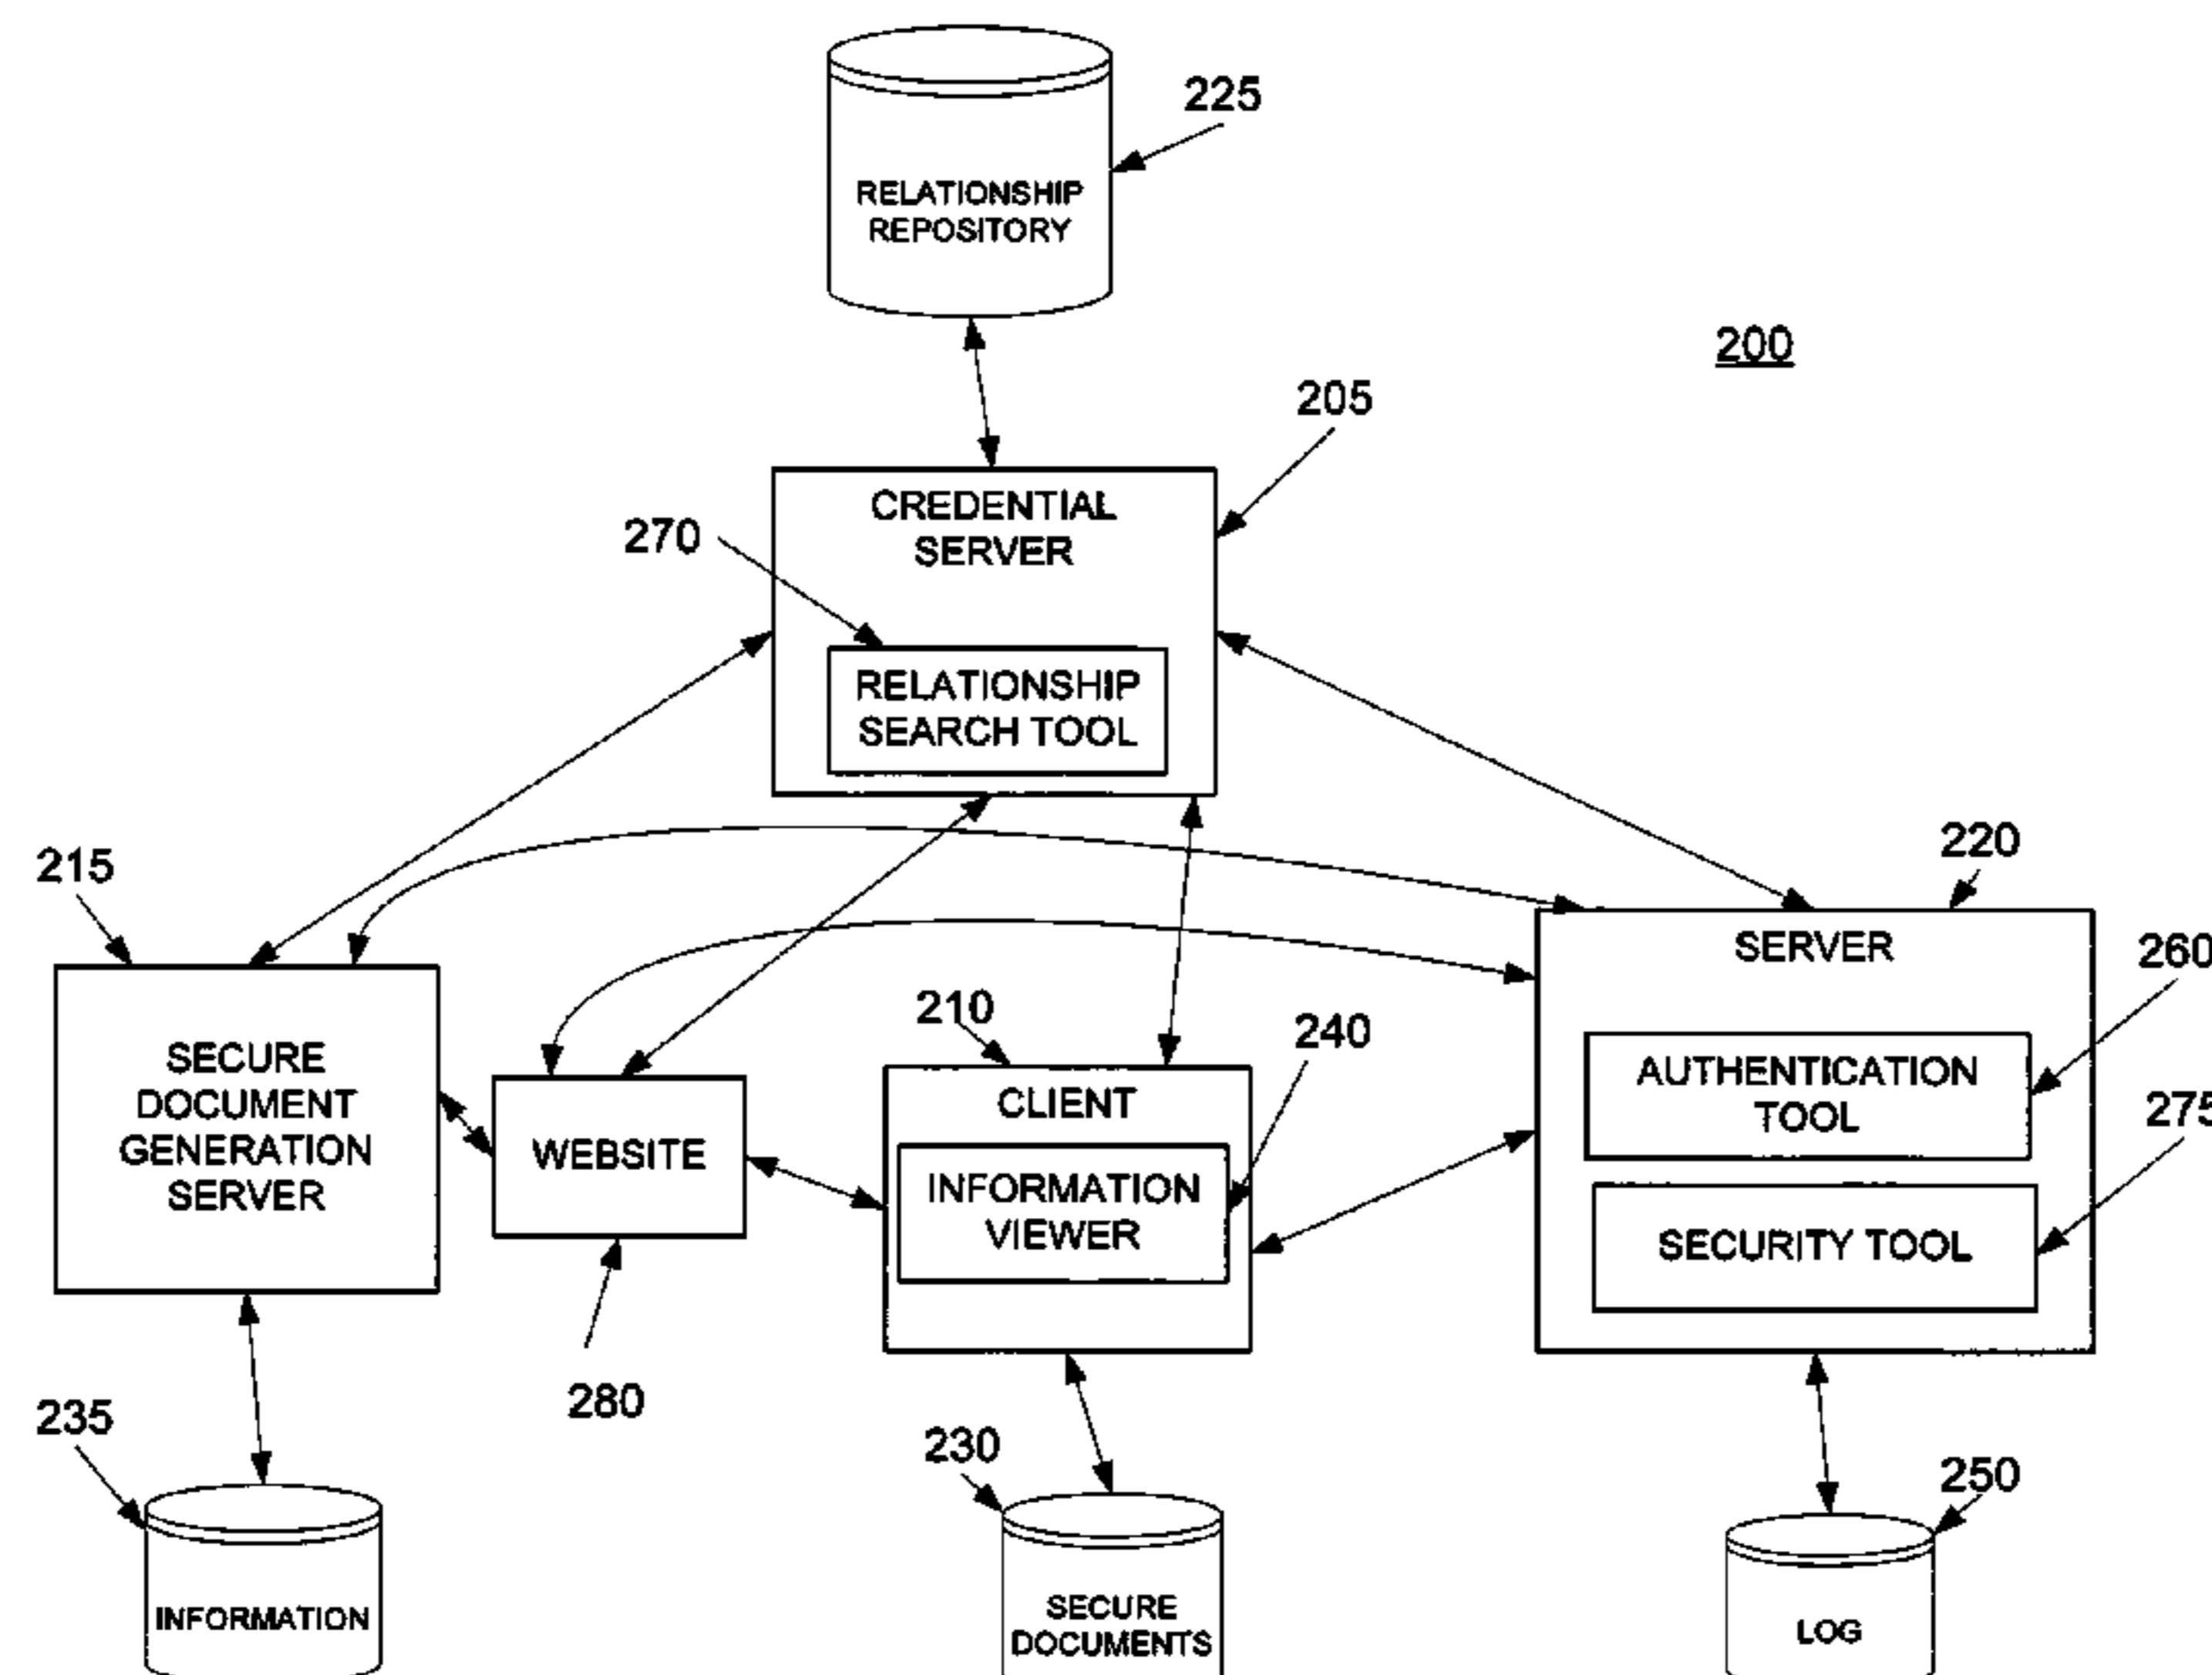 225
RELATIONSHIP
REPOSITORY
200
205
CREDENTIAL
SERVER
270
RELATIONSHIP
SEARCH TOOL
215
220
SERVER
260
SECURE
DOCUMENT
GENERATION
SERVER
210
240
AUTHENTICATION
TOOL
275
WEBSITE
CLIENT
INFORMATION
VIEWER
SECURITY TOOL
280
235
230
250
INFORMATION
SECURE
DOCUMENTS
LOG